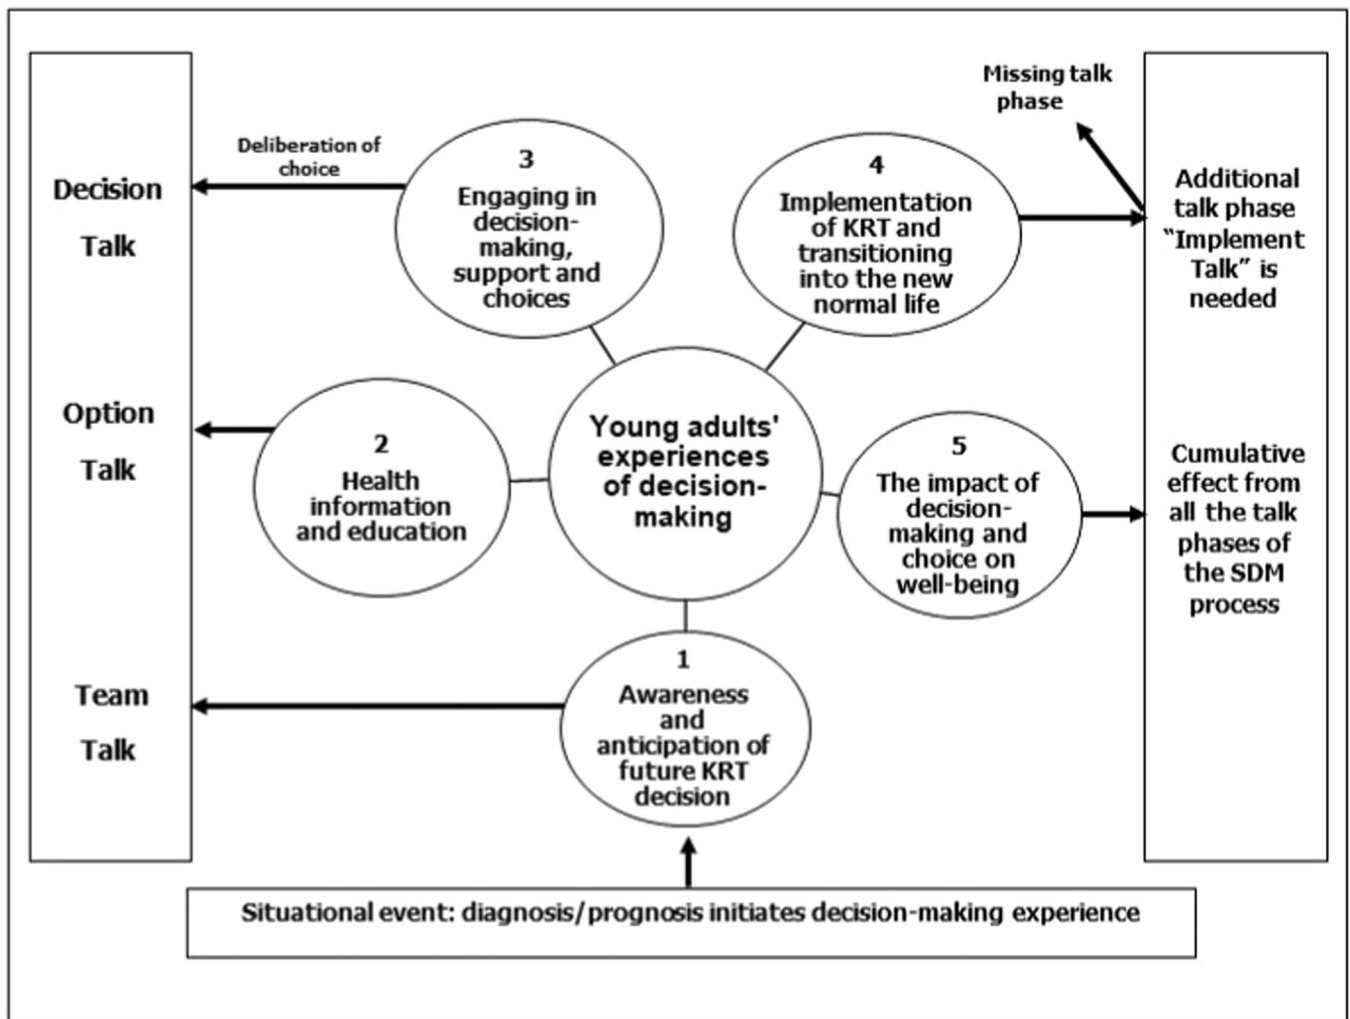 Missing talk
phase
Deliberation of
choice
Decision
Talk
3
Engaging in
decision-
making,
support and
choices
4
Implementation
of KRT and
transitioning
into the new
normal life
Additional
talk phase
“Implement
Talk” is
needed
Option
Talk
2
Health
information
and education
Young adults'
experiences
of decision-
making
5
The impact of
decision-
making and
choice on
well-being
Cumulative
effect from
all the talk
phases of
the SDM
process
Team
Talk
1
Awareness
and
anticipation of
future KRT
decision
Situational event: diagnosis/prognosis initiates decision-making experience